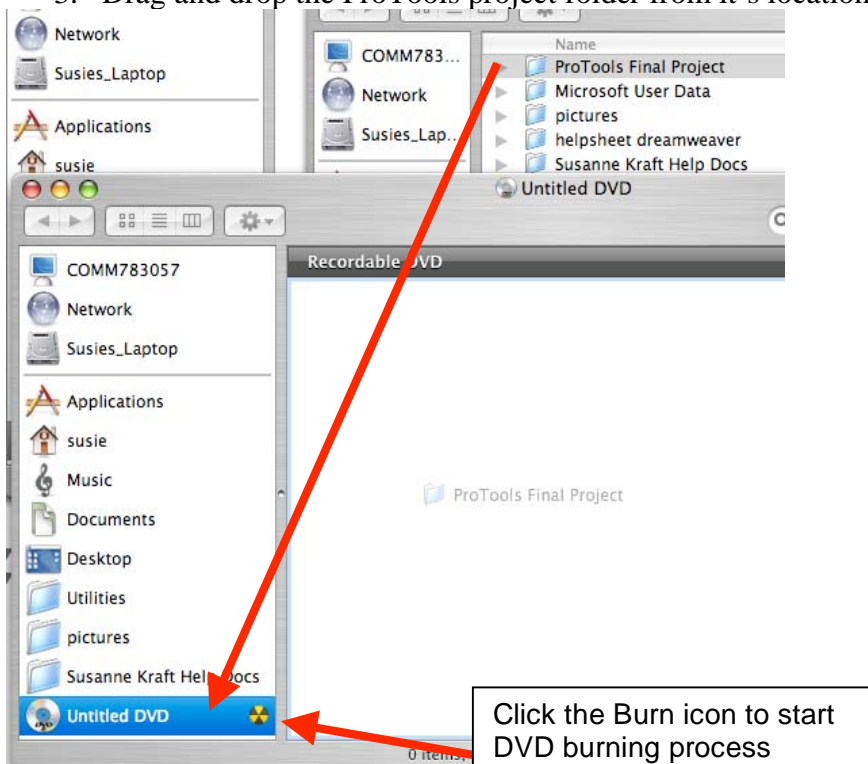 3. Drag and drop the ProTools project folder from it's location
Network
Susies_Laptop
Applications
susie
COMM783...
Network
Susies_Lap...
Name
ProTools Final Project
Microsoft User Data
pictures
helpsheet dreamweaver
Susanne Kraft Help Docs
Untitled DVD
COMM783057
Network
Susies_Laptop
Applications
susie
Music
Documents
Desktop
Utilities
pictures
Susanne Kraft Help Docs
Untitled DVD
Recordable DVD
ProTools Final Project
0 items,
Click the Burn icon to start
DVD burning process